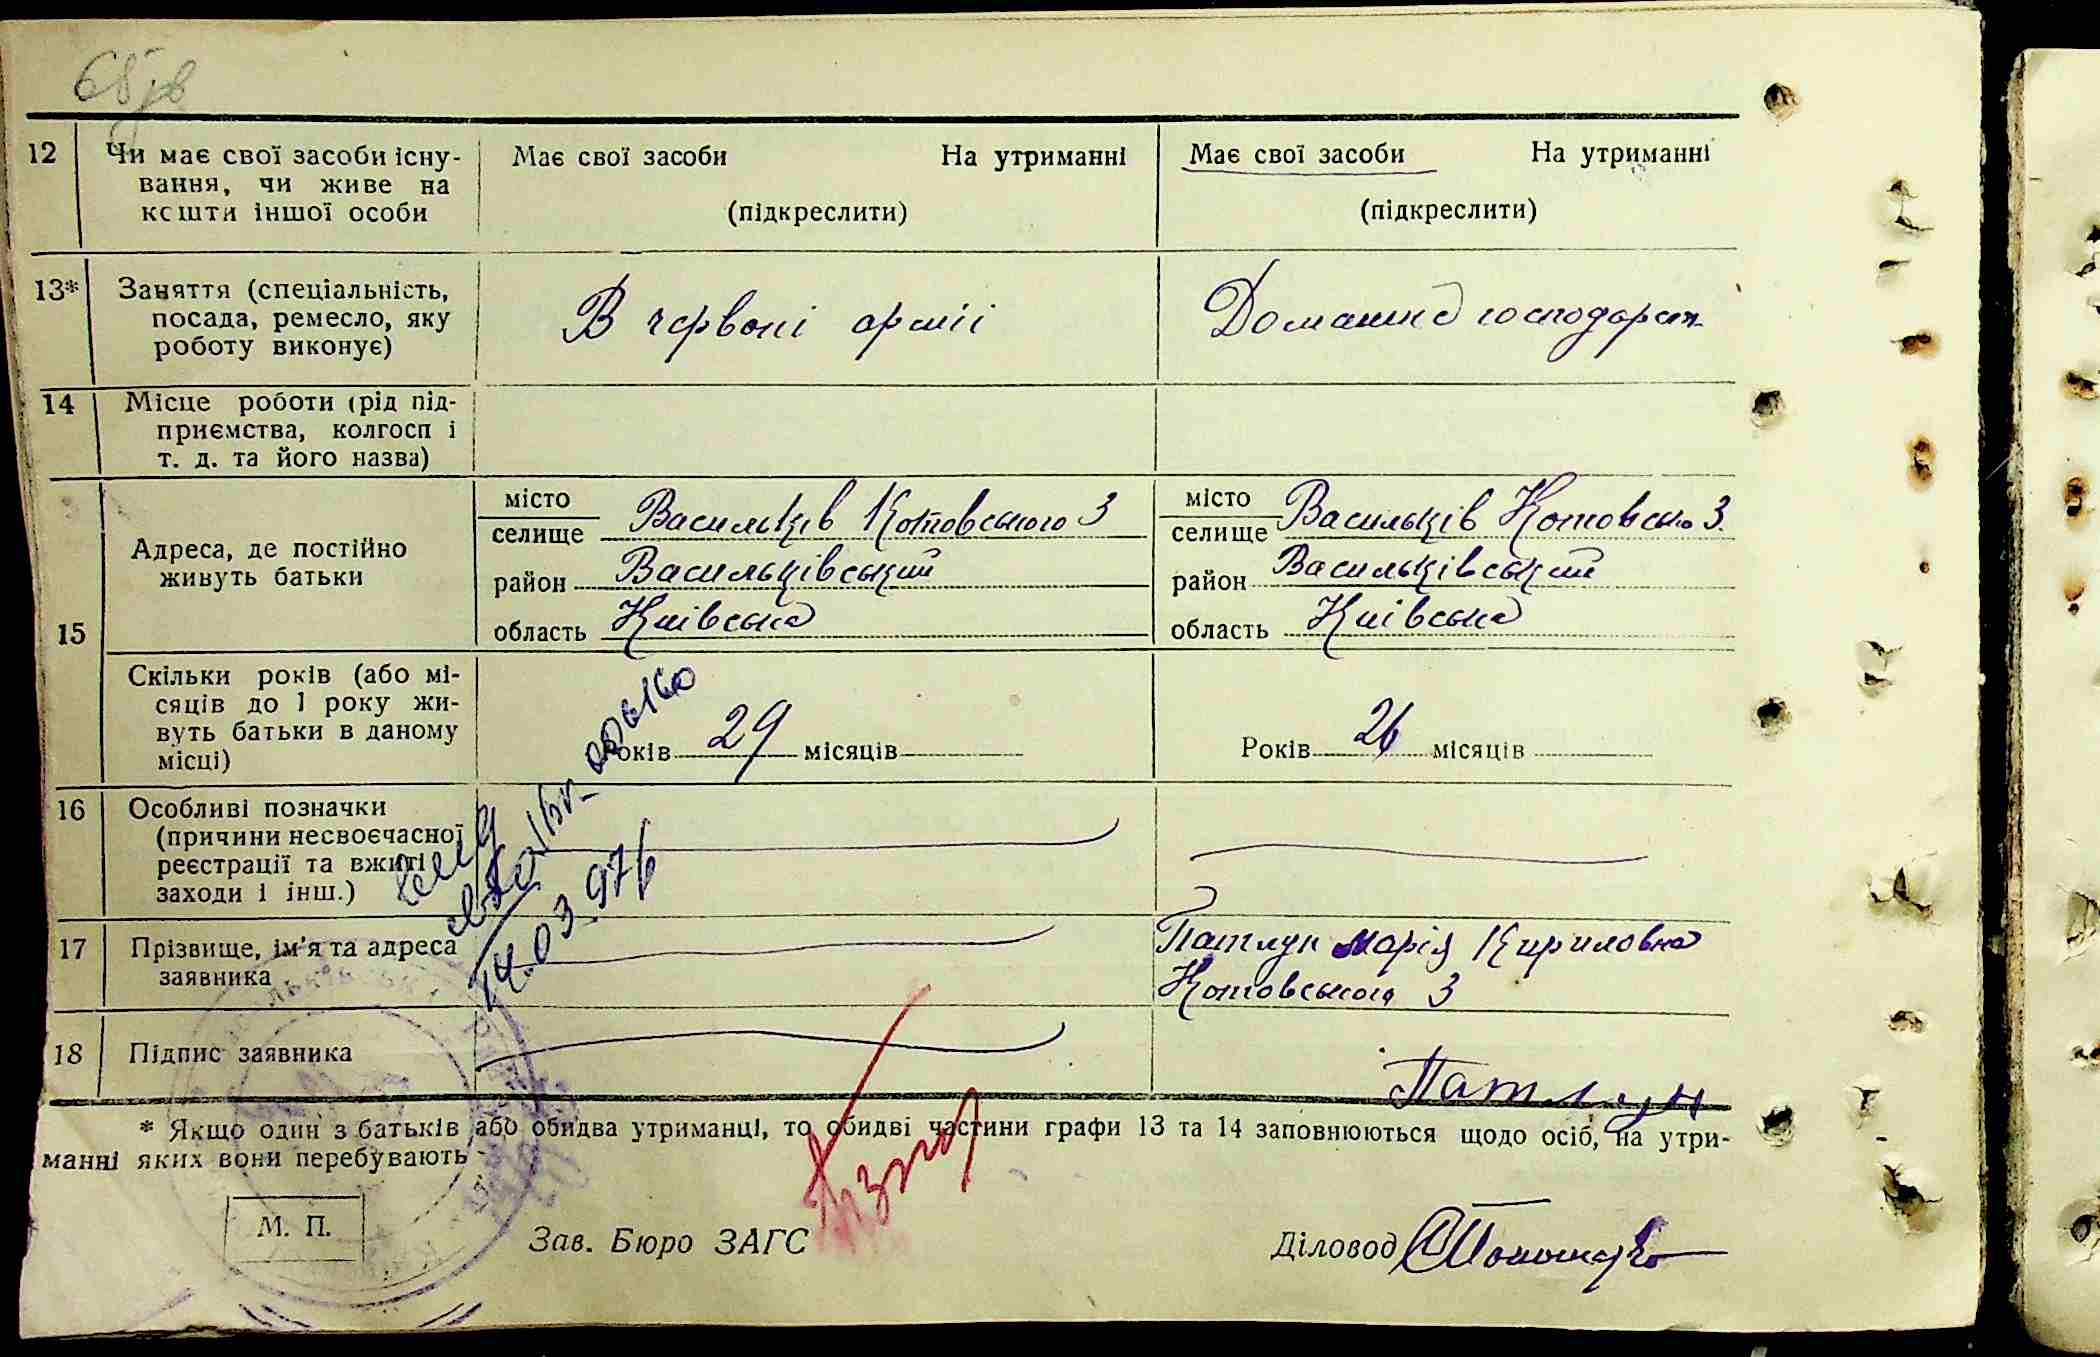 68
12 Чи має свої засоби існу-
вання, чи живе на
кешти іншої особи
Має свої засоби На утриманні
(підкреслити)
Має свої засоби На утриманні
(підкреслити)
13* Заняття (спеціальність,
посада, ремесло, яку
роботу виконує)
В червоні армії
Домашнє господарст.
14 Місце роботи (рід під-
приємства, колгосп і
т. д. та його назва)
15 Адреса, де постійно
живуть батьки
місто
селище Васильків Котовського 3
район Васильківський
область Київська
місто
селище Васильків Котовсько 3.
район Васильківський
область Київська
Скільки років (або мі-
сяців до 1 року жи-
вуть батьки в даному
місці)
Років 29 місяців
Років 26 місяців
16 Особливі позначки
(причини несвоєчасної
реєстрації та вжиті
заходи і інш.)
14.03.97б
17 Прізвище, ім'я та адреса
заявника
Патлун Марія Кириловна
Котовського 3
18 Підпис заявника
Патлун
* Якщо один з батьків або обидва утриманці, то обидві частини графи 13 та 14 заповнюються щодо осіб, на утри-
манні яких вони перебувають
М. П.
Зав. Бюро ЗАГС
Діловод